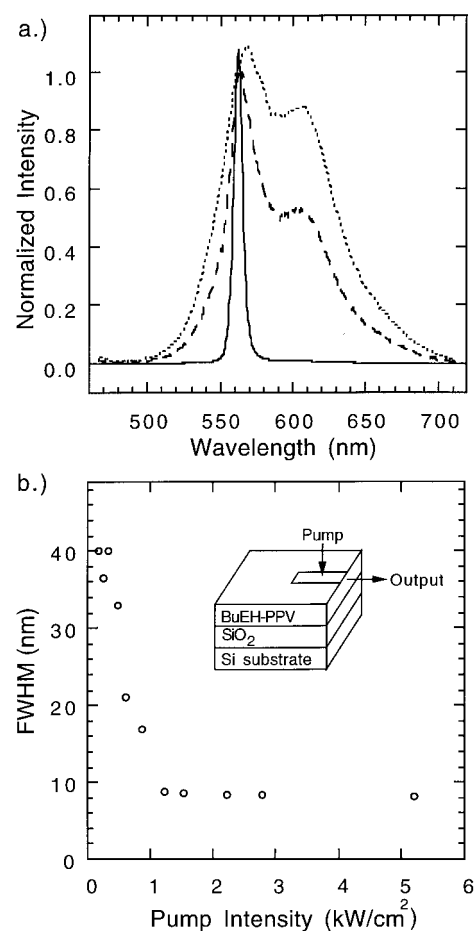 a.)
Normalized Intensity
1.0
0.8
0.6
0.4
0.2
0.0
500 550 600 650 700
Wavelength (nm)
b.)
FWHM (nm)
40
30
20
10
0
Pump
Output
BuEH-PPV
SiO2
Si substrate
0 1 2 3 4 5 6
Pump Intensity (kW/cm2)